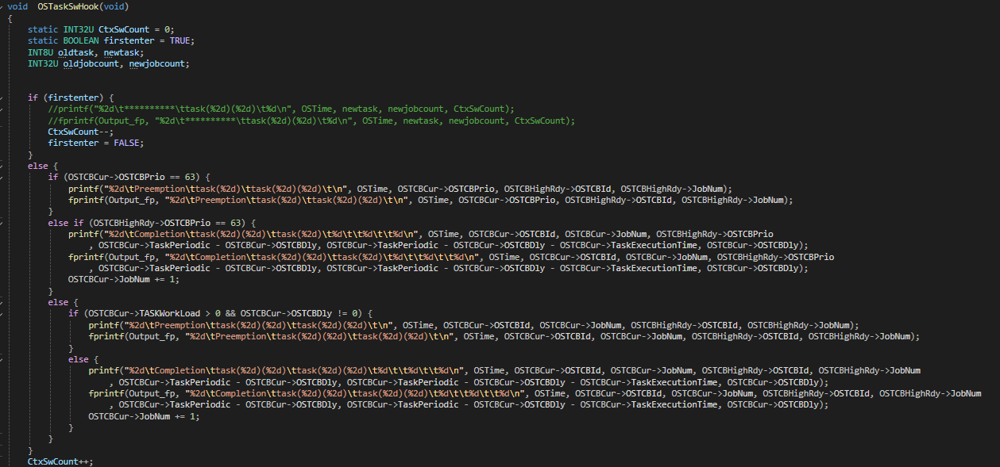 void  OSTaskSwHook(void)
{
    static INT32U CtxSwCount = 0;
    static BOOLEAN firstenter = TRUE;
    INT8U oldtask, newtask;
    INT32U oldjobcount, newjobcount;

    if (firstenter) {
        //printf("%2d\t**********\ttask(%2d)(%2d)\t%d\n", OSTime, newtask, newjobcount, CtxSwCount);
        //fprintf(Output_fp, "%2d\t**********\ttask(%2d)(%2d)\t%d\n", OSTime, newtask, newjobcount, CtxSwCount);
        CtxSwCount--;
        firstenter = FALSE;
    }
    else {
        if (OSTCBCur->OSTCBPrio == 63) {
            printf("%2d\tPreemption\ttask(%2d)\ttask(%2d)(%2d)\t\n", OSTime, OSTCBCur->OSTCBPrio, OSTCBHighRdy->OSTCBId, OSTCBHighRdy->JobNum);
            fprintf(Output_fp, "%2d\tPreemption\ttask(%2d)\ttask(%2d)(%2d)\t\n", OSTime, OSTCBCur->OSTCBPrio, OSTCBHighRdy->OSTCBId, OSTCBHighRdy->JobNum);
        }
        else if (OSTCBHighRdy->OSTCBPrio == 63) {
            printf("%2d\tCompletion\ttask(%2d)(%2d)\ttask(%2d)\t%d\t\t%d\t\t%d\n", OSTime, OSTCBCur->OSTCBId, OSTCBCur->JobNum, OSTCBHighRdy->OSTCBPrio
                , OSTCBCur->TaskPeriodic - OSTCBCur->OSTCBDly, OSTCBCur->TaskPeriodic - OSTCBCur->OSTCBDly - OSTCBCur->TaskExecutionTime, OSTCBCur->OSTCBDly);
            fprintf(Output_fp, "%2d\tCompletion\ttask(%2d)(%2d)\ttask(%2d)\t%d\t\t%d\t\t%d\n", OSTime, OSTCBCur->OSTCBId, OSTCBCur->JobNum, OSTCBHighRdy->OSTCBPrio
                , OSTCBCur->TaskPeriodic - OSTCBCur->OSTCBDly, OSTCBCur->TaskPeriodic - OSTCBCur->OSTCBDly - OSTCBCur->TaskExecutionTime, OSTCBCur->OSTCBDly);
            OSTCBCur->JobNum += 1;
        }
        else {
            if (OSTCBCur->TASKWorkLoad > 0 && OSTCBCur->OSTCBDly != 0) {
                printf("%2d\tPreemption\ttask(%2d)(%2d)\ttask(%2d)(%2d)\t\n", OSTime, OSTCBCur->OSTCBId, OSTCBCur->JobNum, OSTCBHighRdy->OSTCBId, OSTCBHighRdy->JobNum);
                fprintf(Output_fp, "%2d\tPreemption\ttask(%2d)(%2d)\ttask(%2d)(%2d)\t\n", OSTime, OSTCBCur->OSTCBId, OSTCBCur->JobNum, OSTCBHighRdy->OSTCBId, OSTCBHighRdy->JobNum);
            }
            else {
                printf("%2d\tCompletion\ttask(%2d)(%2d)\ttask(%2d)(%2d)\t%d\t\t%d\t\t%d\n", OSTime, OSTCBCur->OSTCBId, OSTCBCur->JobNum, OSTCBHighRdy->OSTCBId, OSTCBHighRdy->JobNum
                    , OSTCBCur->TaskPeriodic - OSTCBCur->OSTCBDly, OSTCBCur->TaskPeriodic - OSTCBCur->OSTCBDly - OSTCBCur->TaskExecutionTime, OSTCBCur->OSTCBDly);
                fprintf(Output_fp, "%2d\tCompletion\ttask(%2d)(%2d)\ttask(%2d)(%2d)\t%d\t\t%d\t\t%d\n", OSTime, OSTCBCur->OSTCBId, OSTCBCur->JobNum, OSTCBHighRdy->OSTCBId, OSTCBHighRdy->JobNum
                    , OSTCBCur->TaskPeriodic - OSTCBCur->OSTCBDly, OSTCBCur->TaskPeriodic - OSTCBCur->OSTCBDly - OSTCBCur->TaskExecutionTime, OSTCBCur->OSTCBDly);
                OSTCBCur->JobNum += 1;
            }
        }
    }
    CtxSwCount++;